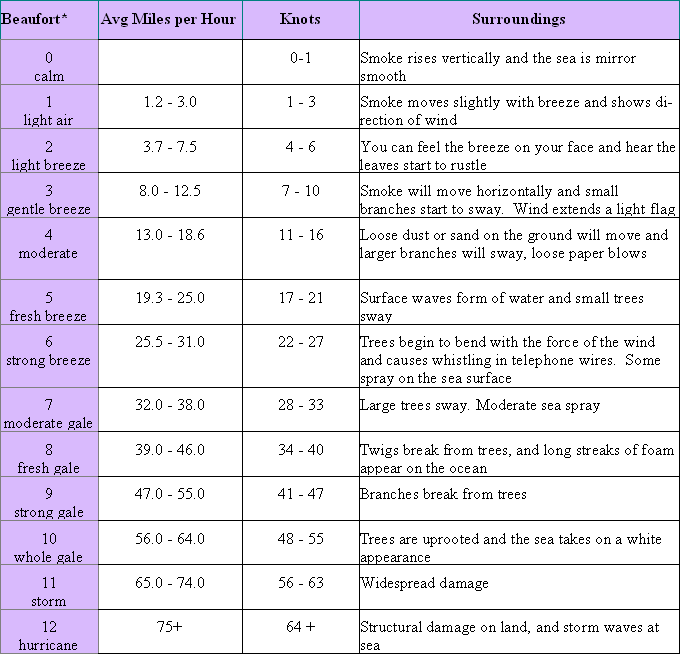 Beaufort* Avg Miles per Hour Knots Surroundings
0 0-1 Smoke rises vertically and the sea is mirror
calm smooth
1 1.2 - 3.0 1 - 3 Smoke moves slightly with breeze and shows di-
light air rection of wind
2 3.7 - 7.5 4 - 6 You can feel the breeze on your face and hear the
light breeze leaves start to rustle
3 8.0 - 12.5 7 - 10 Smoke will move horizontally and small
gentle breeze branches start to sway. Wind extends a light flag
4 13.0 - 18.6 11 - 16 Loose dust or sand on the ground will move and
moderate larger branches will sway, loose paper blows
5 19.3 - 25.0 17 - 21 Surface waves form of water and small trees
fresh breeze sway
6 25.5 - 31.0 22 - 27 Trees begin to bend with the force of the wind
strong breeze and causes whistling in telephone wires. Some
spray on the sea surface
7 32.0 - 38.0 28 - 33 Large trees sway. Moderate sea spray
moderate gale
8 39.0 - 46.0 34 - 40 Twigs break from trees, and long streaks of foam
fresh gale appear on the ocean
9 47.0 - 55.0 41 - 47 Branches break from trees
strong gale
10 56.0 - 64.0 48 - 55 Trees are uprooted and the sea takes on a white
whole gale appearance
11 65.0 - 74.0 56 - 63 Widespread damage
storm
12 75+ 64 + Structural damage on land, and storm waves at
hurricane sea